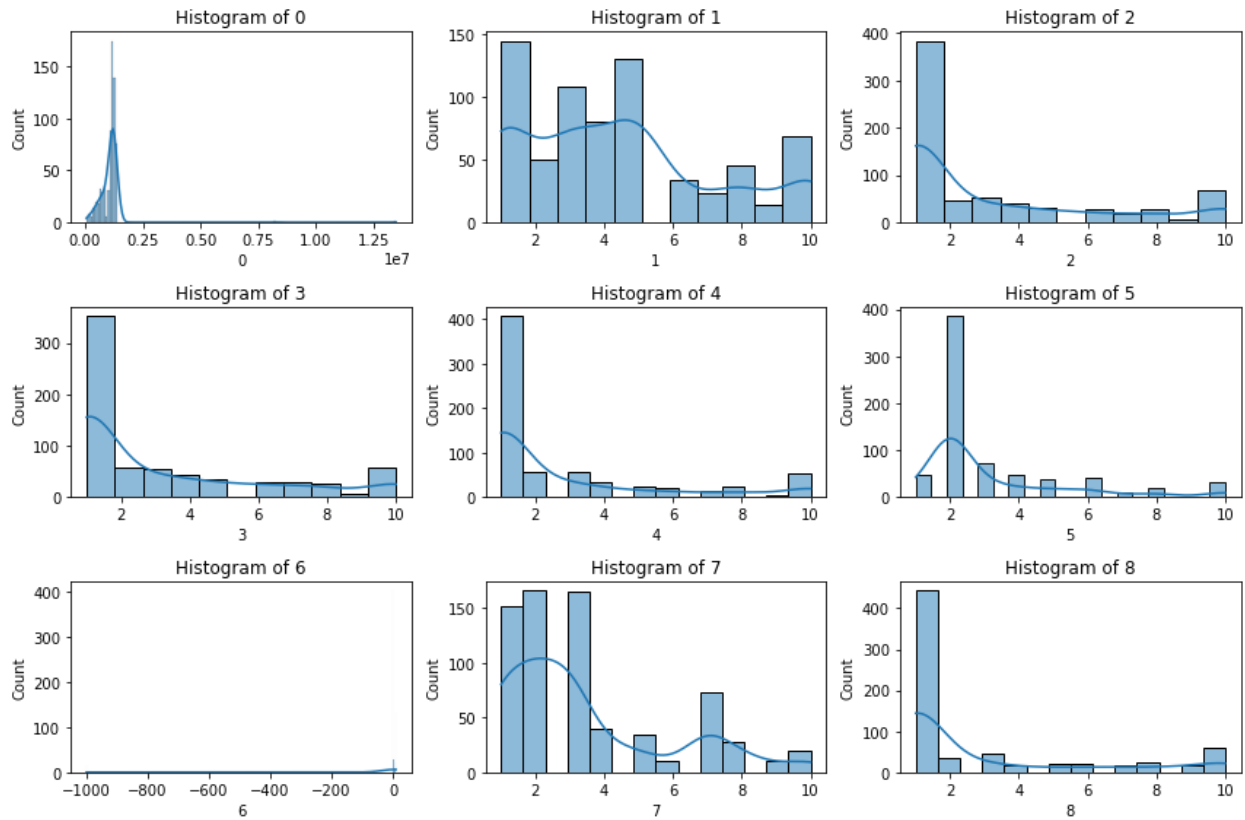 Histogram of 0
Count
150
100
50
0
0.00 0.25 0.50 0.75 1.00 1.25
1e7
0
Histogram of 1
Count
150
100
50
0
2 4 6 8 10
1
Histogram of 2
Count
400
300
200
100
0
2 4 6 8 10
2
Histogram of 3
Count
300
200
100
0
2 4 6 8 10
3
Histogram of 4
Count
400
300
200
100
0
2 4 6 8 10
4
Histogram of 5
Count
400
300
200
100
0
2 4 6 8 10
5
Histogram of 6
Count
400
300
200
100
0
−1000 −800 −600 −400 −200 0
6
Histogram of 7
Count
150
100
50
0
2 4 6 8 10
7
Histogram of 8
Count
400
300
200
100
0
2 4 6 8 10
8